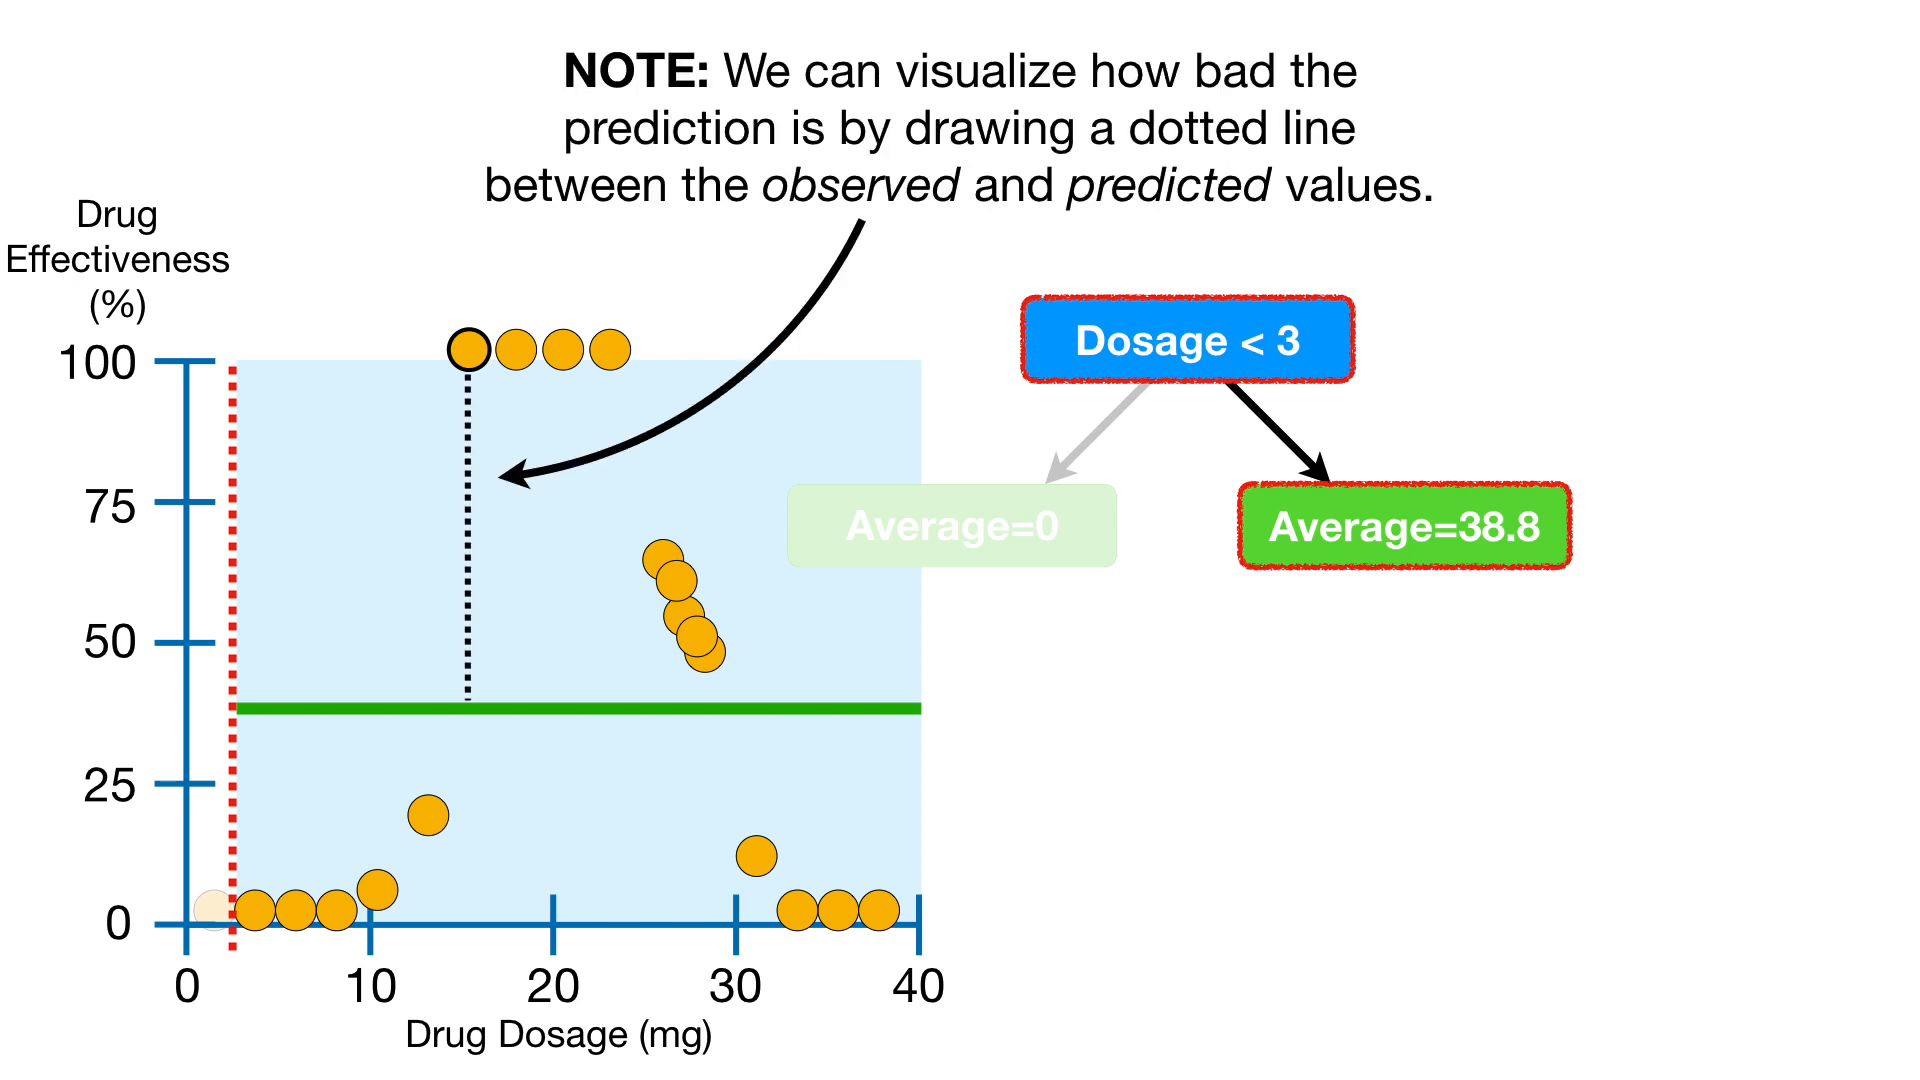 NOTE: We can visualize how bad the
prediction is by drawing a dotted line
between the observed and predicted values.
Drug
Effectiveness
(%)
100
75
50
25
0
0 10 20 30 40
Drug Dosage (mg)
Dosage < 3
Average=0
Average=38.8